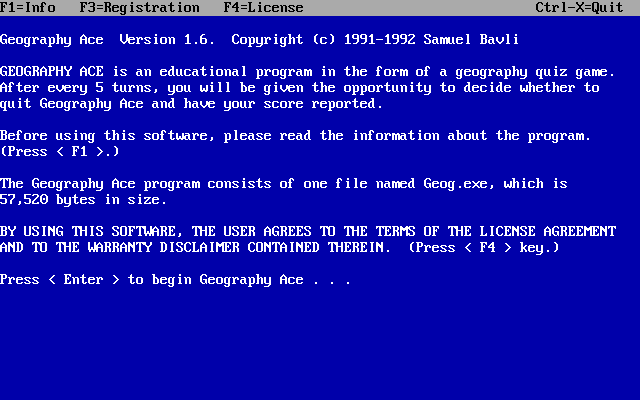 F1=Info F3=Registration F4=License Ctrl-X=Quit
Geography Ace Version 1.6. Copyright (c) 1991-1992 Samuel Bavli
GEOGRAPHY ACE is an educational program in the form of a geography quiz game.
After every 5 turns, you will be given the opportunity to decide whether to
quit Geography Ace and have your score reported.
Before using this software, please read the information about the program.
(Press < F1 >.)
The Geography Ace program consists of one file named Geog.exe, which is
57,520 bytes in size.
BY USING THIS SOFTWARE, THE USER AGREES TO THE TERMS OF THE LICENSE AGREEMENT
AND TO THE WARRANTY DISCLAIMER CONTAINED THEREIN. (Press < F4 > key.)
Press < Enter > to begin Geography Ace . . .